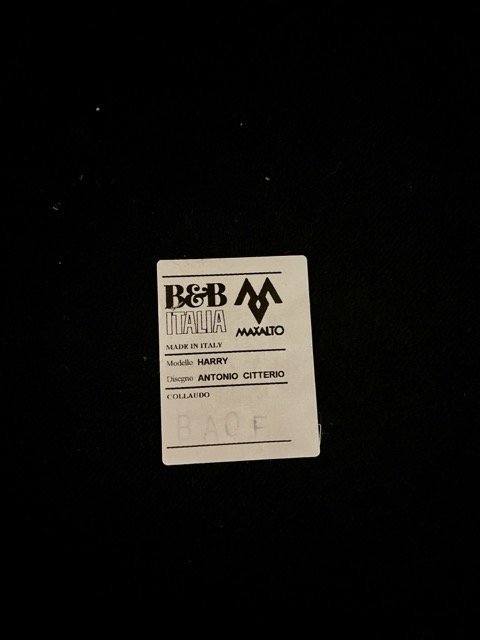 B&B
ITALIA
MAXALTO
MADE IN ITALY
Modello HARRY
Disegno ANTONIO CITTERIO
COLLAUDO